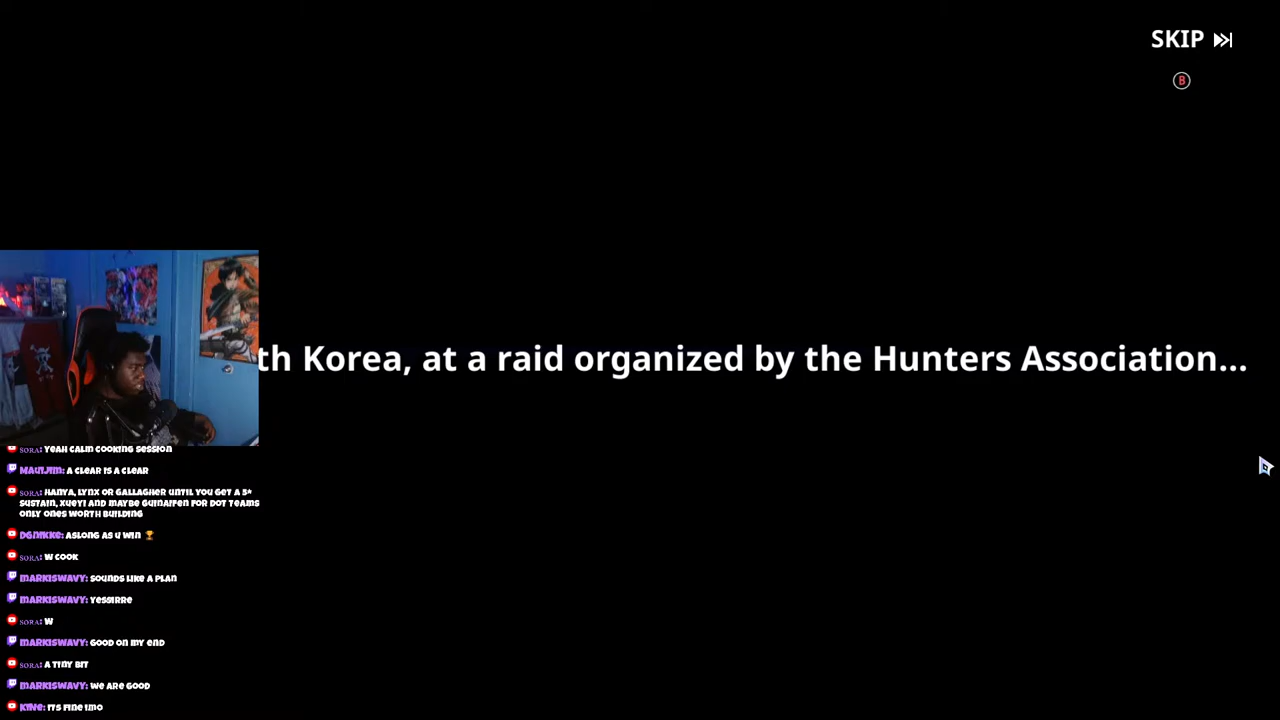 SKIP
B
th Korea, at a raid organized by the Hunters Association...
SORA: YEAH CALM COOKING SESSION
MAUIJIM: A CLEAR IS A CLEAR
SORA: HANYA, LYNX OR GALLAGHER UNTIL YOU GET A 5*
SUSTAIN, XUEYI AND MAYBE GUINAIFEN FOR DOT TEAMS
ONLY ONES WORTH BUILDING
DGNIKKE: ASLONG AS U WIN 🏆
SORA: W COOK
MARKISWAVY: SOUNDS LIKE A PLAN
MARKISWAVY: YESSIRRE
SORA: W
MARKISWAVY: GOOD ON MY END
SORA: A TINY BIT
MARKISWAVY: WE ARE GOOD
KINE: ITS FINE IMO